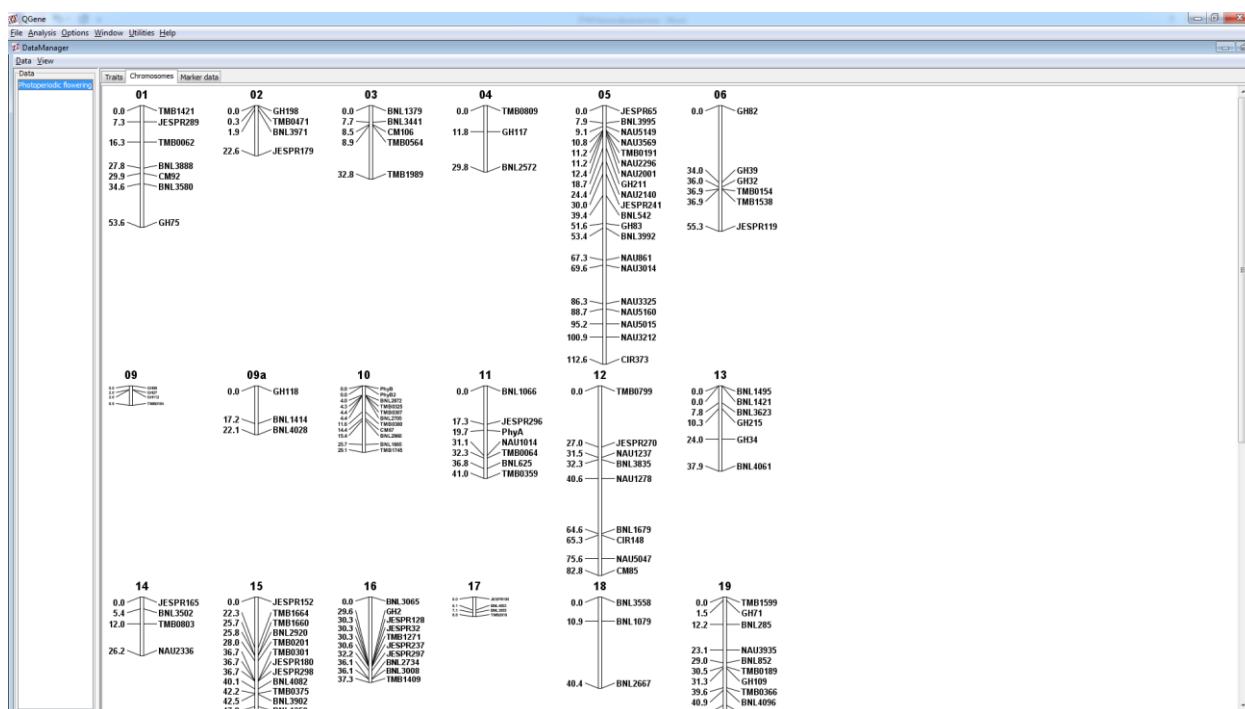 QGene
File Analysis Options Window Utilities Help
DataManager
Data View
Data
Photoperiodic flowering
Traits Chromosomes Marker data
01
0.0 TMB1421
7.3 JESPR289
16.3 TMB0062
27.8 BNL3888
29.9 CM92
34.6 BNL3580
53.6 GH75
02
0.0 GH198
0.3 TMB0471
1.9 BNL3971
22.6 JESPR179
03
0.0 BNL1379
7.7 BNL3441
8.5 CM106
8.9 TMB0564
32.8 TMB1989
04
0.0 TMB0809
11.8 GH117
29.8 BNL2572
05
0.0 JESPR65
7.9 BNL3995
9.1 NAU5149
10.8 NAU3569
11.2 TMB0191
11.2 NAU2296
12.4 NAU2001
18.7 GH211
24.4 NAU2140
30.0 JESPR241
39.4 BNL542
51.6 GH83
53.4 BNL3992
67.3 NAU861
69.6 NAU3014
86.3 NAU3325
88.7 NAU5160
95.2 NAU5015
100.9 NAU3212
112.6 CIR373
06
0.0 GH82
34.0 GH39
36.0 GH32
36.9 TMB0154
36.9 TMB1538
55.3 JESPR119
09
09a
0.0 GH118
17.2 BNL1414
22.1 BNL4028
10
0.0 PhyB
0.0 PhyB2
4.3 TMB0325
11
0.0 BNL1066
17.3 JESPR296
19.7 PhyA
31.1 NAU1014
32.3 TMB0064
36.8 BNL625
41.0 TMB0359
12
0.0 TMB0799
27.0 JESPR270
31.5 NAU1237
32.3 BNL3835
40.6 NAU1278
64.6 BNL1679
65.3 CIR148
75.6 NAU5047
82.8 CM85
13
0.0 BNL1495
0.0 BNL1421
7.8 BNL3623
10.3 GH215
24.0 GH34
37.9 BNL4061
14
0.0 JESPR165
5.4 BNL3502
12.0 TMB0803
26.2 NAU2336
15
0.0 JESPR152
22.3 TMB1664
25.7 TMB1660
25.8 BNL2920
28.0 TMB0201
36.7 TMB0301
36.7 JESPR180
36.7 JESPR298
40.1 BNL4082
42.2 TMB0375
42.5 BNL3902
16
0.0 BNL3065
29.6 GH2
30.3 JESPR128
30.3 JESPR32
30.3 TMB1271
30.6 JESPR237
32.2 JESPR297
36.1 BNL2734
36.1 BNL3008
37.3 TMB1409
17
18
0.0 BNL3558
10.9 BNL1079
40.4 BNL2667
19
0.0 TMB1599
1.5 GH71
12.2 BNL285
23.1 NAU3935
29.0 BNL852
30.5 TMB0189
31.3 GH109
39.6 TMB0366
40.9 BNL4096